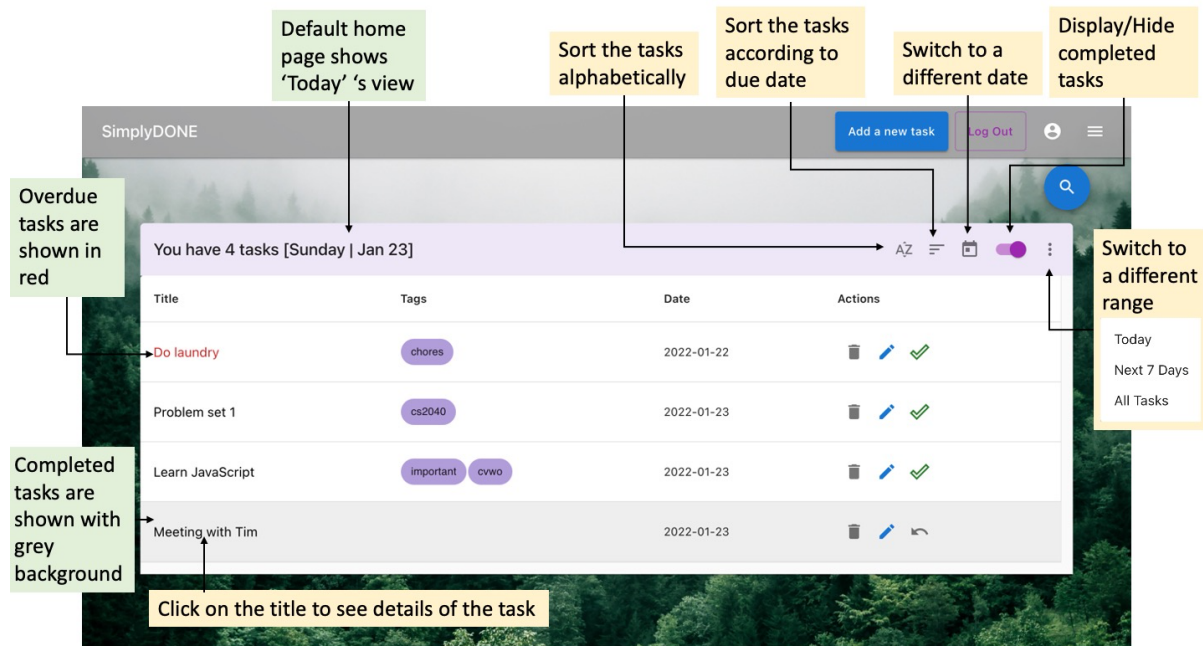 Default home
page shows
‘Today’ ‘s view
Sort the tasks
alphabetically
Sort the tasks
according to
due date
Switch to a
different date
Display/Hide
completed
tasks
SimplyDONE
Add a new task
Log Out
Overdue
tasks are
shown in
red
You have 4 tasks [Sunday | Jan 23]
AZ
Switch to
a different
range
Today
Next 7 Days
All Tasks
Title Tags Date Actions
Do laundry chores 2022-01-22
Problem set 1 cs2040 2022-01-23
Learn JavaScript important cvwo 2022-01-23
Completed
tasks are
shown with
grey
background
Meeting with Tim 2022-01-23
Click on the title to see details of the task